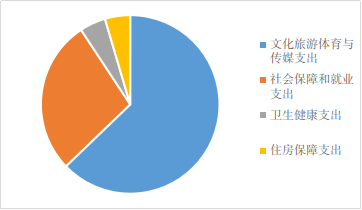 文化旅游体育与
传媒支出
社会保障和就业
支出
卫生健康支出
住房保障支出